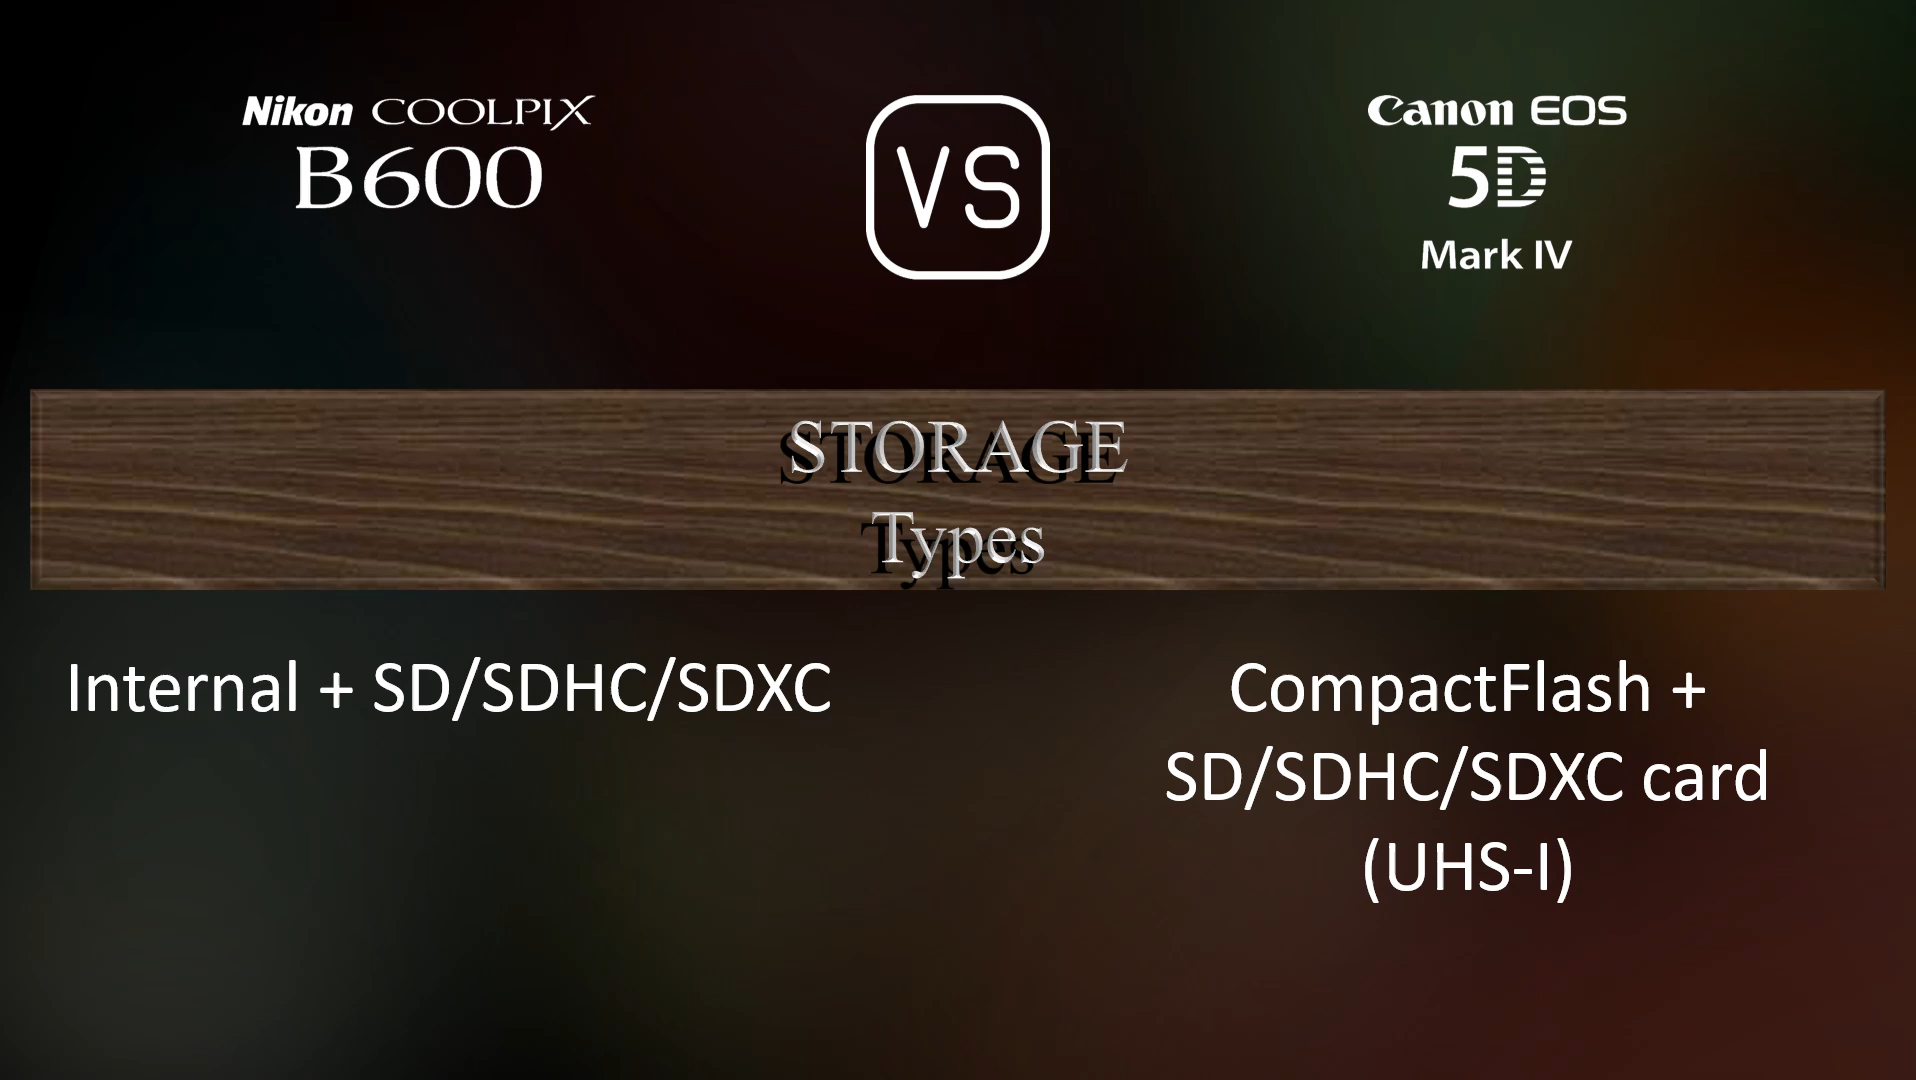 Nikon COOLPIX
B600
VS
Canon EOS
5D
Mark IV
STORAGE
Types
Internal + SD/SDHC/SDXC
CompactFlash +
SD/SDHC/SDXC card
(UHS-I)